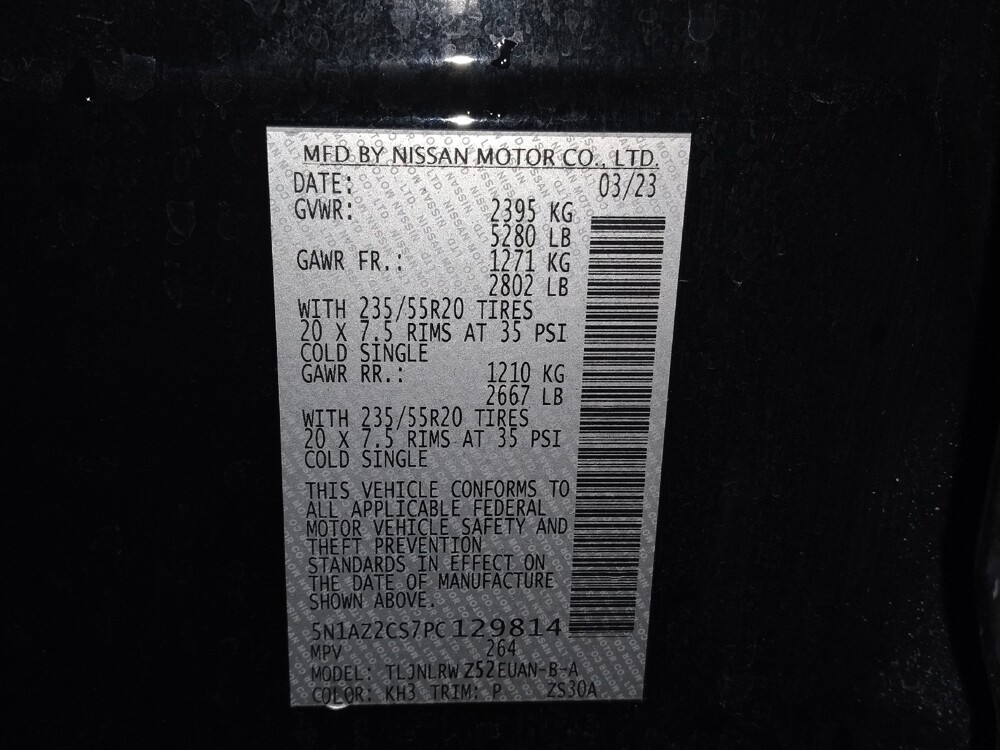 MFD BY NISSAN MOTOR CO., LTD.
DATE: 03/23
GVWR: 2395 KG
5280 LB
GAWR FR.: 1271 KG
2802 LB
WITH 235/55R20 TIRES
20 X 7.5 RIMS AT 35 PSI
COLD SINGLE
GAWR RR.: 1210 KG
2667 LB
WITH 235/55R20 TIRES
20 X 7.5 RIMS AT 35 PSI
COLD SINGLE
THIS VEHICLE CONFORMS TO
ALL APPLICABLE FEDERAL
MOTOR VEHICLE SAFETY AND
THEFT PREVENTION
STANDARDS IN EFFECT ON
THE DATE OF MANUFACTURE
SHOWN ABOVE.
5N1AZ2CS7PC129814
MPV 264
MODEL: TLJNLRWZ52EUAN-B-A
COLOR: KH3 TRIM: P ZS30A